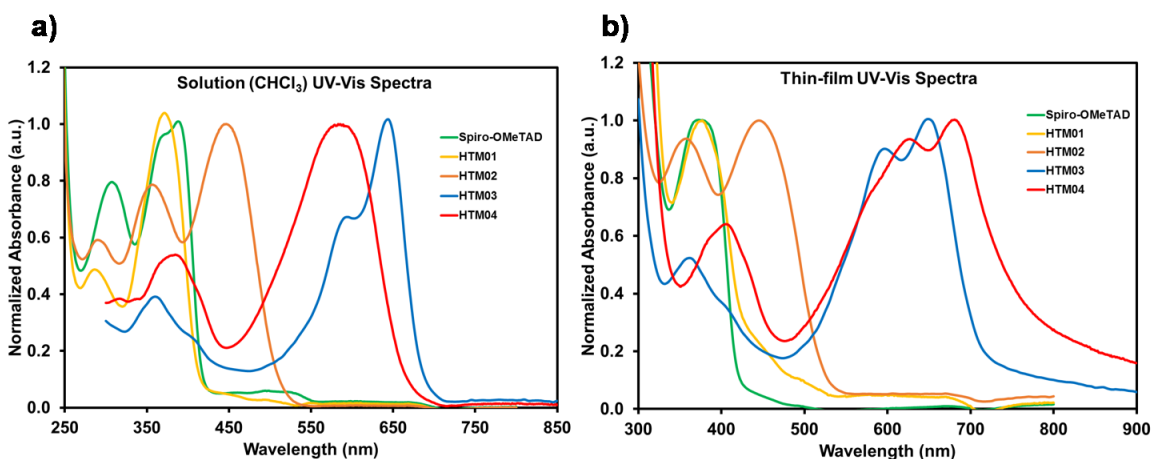 a)
Solution (CHCl₃) UV-Vis Spectra
Normalized Absorbance (a.u.)
1.2
1.0
0.8
0.6
0.4
0.2
0.0
Spiro-OMeTAD
HTM01
HTM02
HTM03
HTM04
250 350 450 550 650 750 850
Wavelength (nm)
b)
Thin-film UV-Vis Spectra
Normalized Absorbance (a.u.)
1.2
1.0
0.8
0.6
0.4
0.2
0.0
Spiro-OMeTAD
HTM01
HTM02
HTM03
HTM04
300 400 500 600 700 800 900
Wavelength (nm)